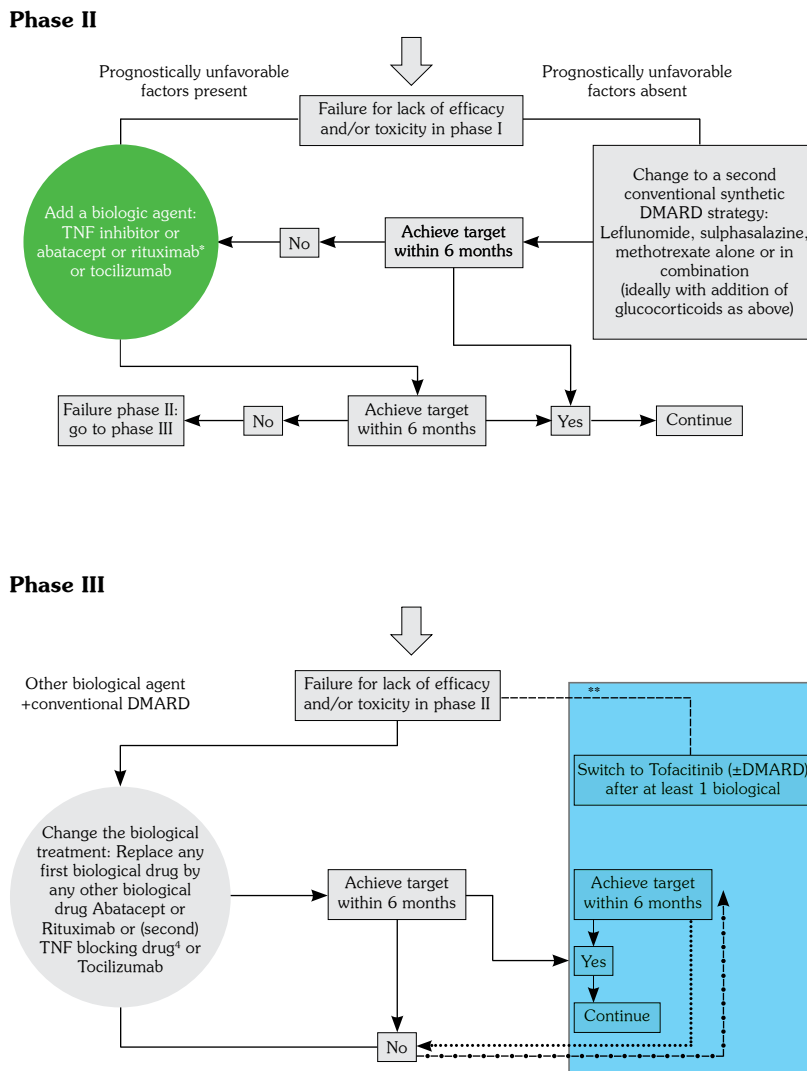 Phase II
Prognostically unfavorable
factors present
Prognostically unfavorable
factors absent
Failure for lack of efficacy
and/or toxicity in phase I
Add a biologic agent:
TNF inhibitor or
abatacept or rituximab*
or tocilizumab
No
Achieve target
within 6 months
Change to a second
conventional synthetic
DMARD strategy:
Leflunomide, sulphasalazine,
methotrexate alone or in
combination
(ideally with addition of
glucocorticoids as above)
Failure phase II:
go to phase III
No
Achieve target
within 6 months
Yes
Continue
Phase III
Other biological agent
+conventional DMARD
Failure for lack of efficacy
and/or toxicity in phase II
**
Switch to Tofacitinib (±DMARD)
after at least 1 biological
Change the biological
treatment: Replace any
first biological drug by
any other biological
drug Abatacept or
Rituximab or (second)
TNF blocking drug⁴ or
Tocilizumab
Achieve target
within 6 months
Achieve target
within 6 months
Yes
Continue
No